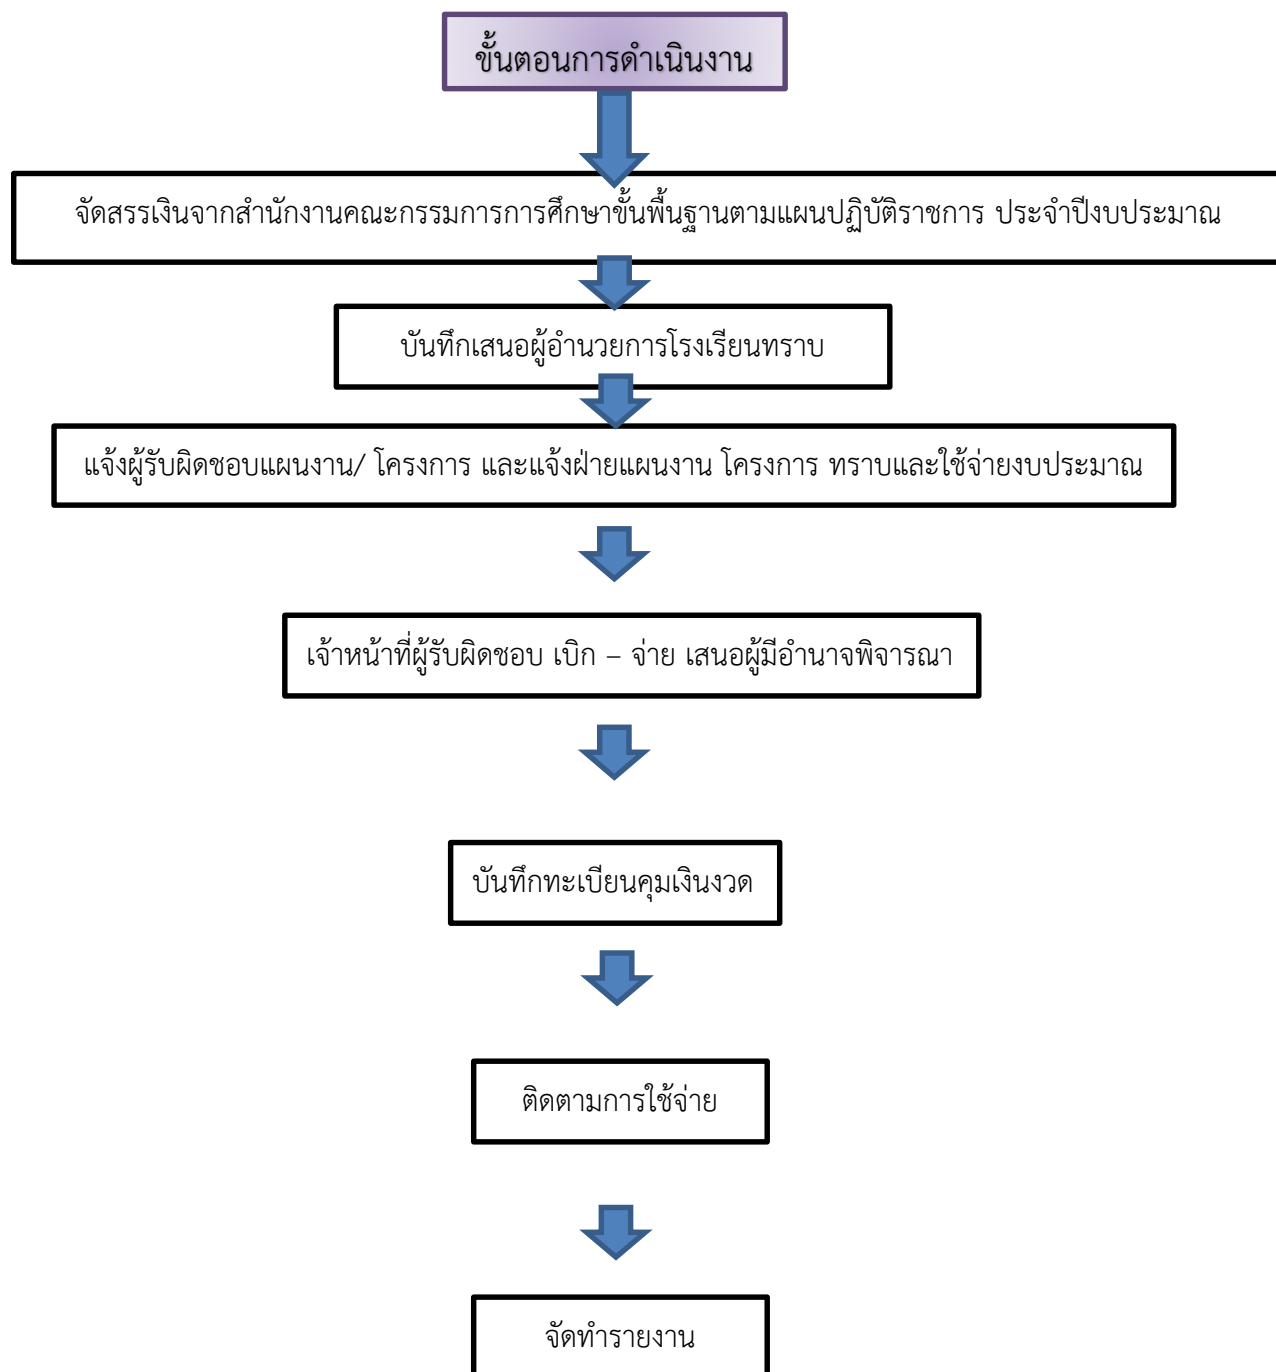 ขั้นตอนการดำเนินงาน
จัดสรรเงินจากสำนักงานคณะกรรมการการศึกษาขั้นพื้นฐานตามแผนปฏิบัติราชการ ประจำปีงบประมาณ
บันทึกเสนอผู้อำนวยการโรงเรียนทราบ
แจ้งผู้รับผิดชอบแผนงาน/ โครงการ และแจ้งฝ่ายแผนงาน โครงการ ทราบและใช้จ่ายงบประมาณ
เจ้าหน้าที่ผู้รับผิดชอบ เบิก – จ่าย เสนอผู้มีอำนาจพิจารณา
บันทึกทะเบียนคุมเงินงวด
ติดตามการใช้จ่าย
จัดทำรายงาน